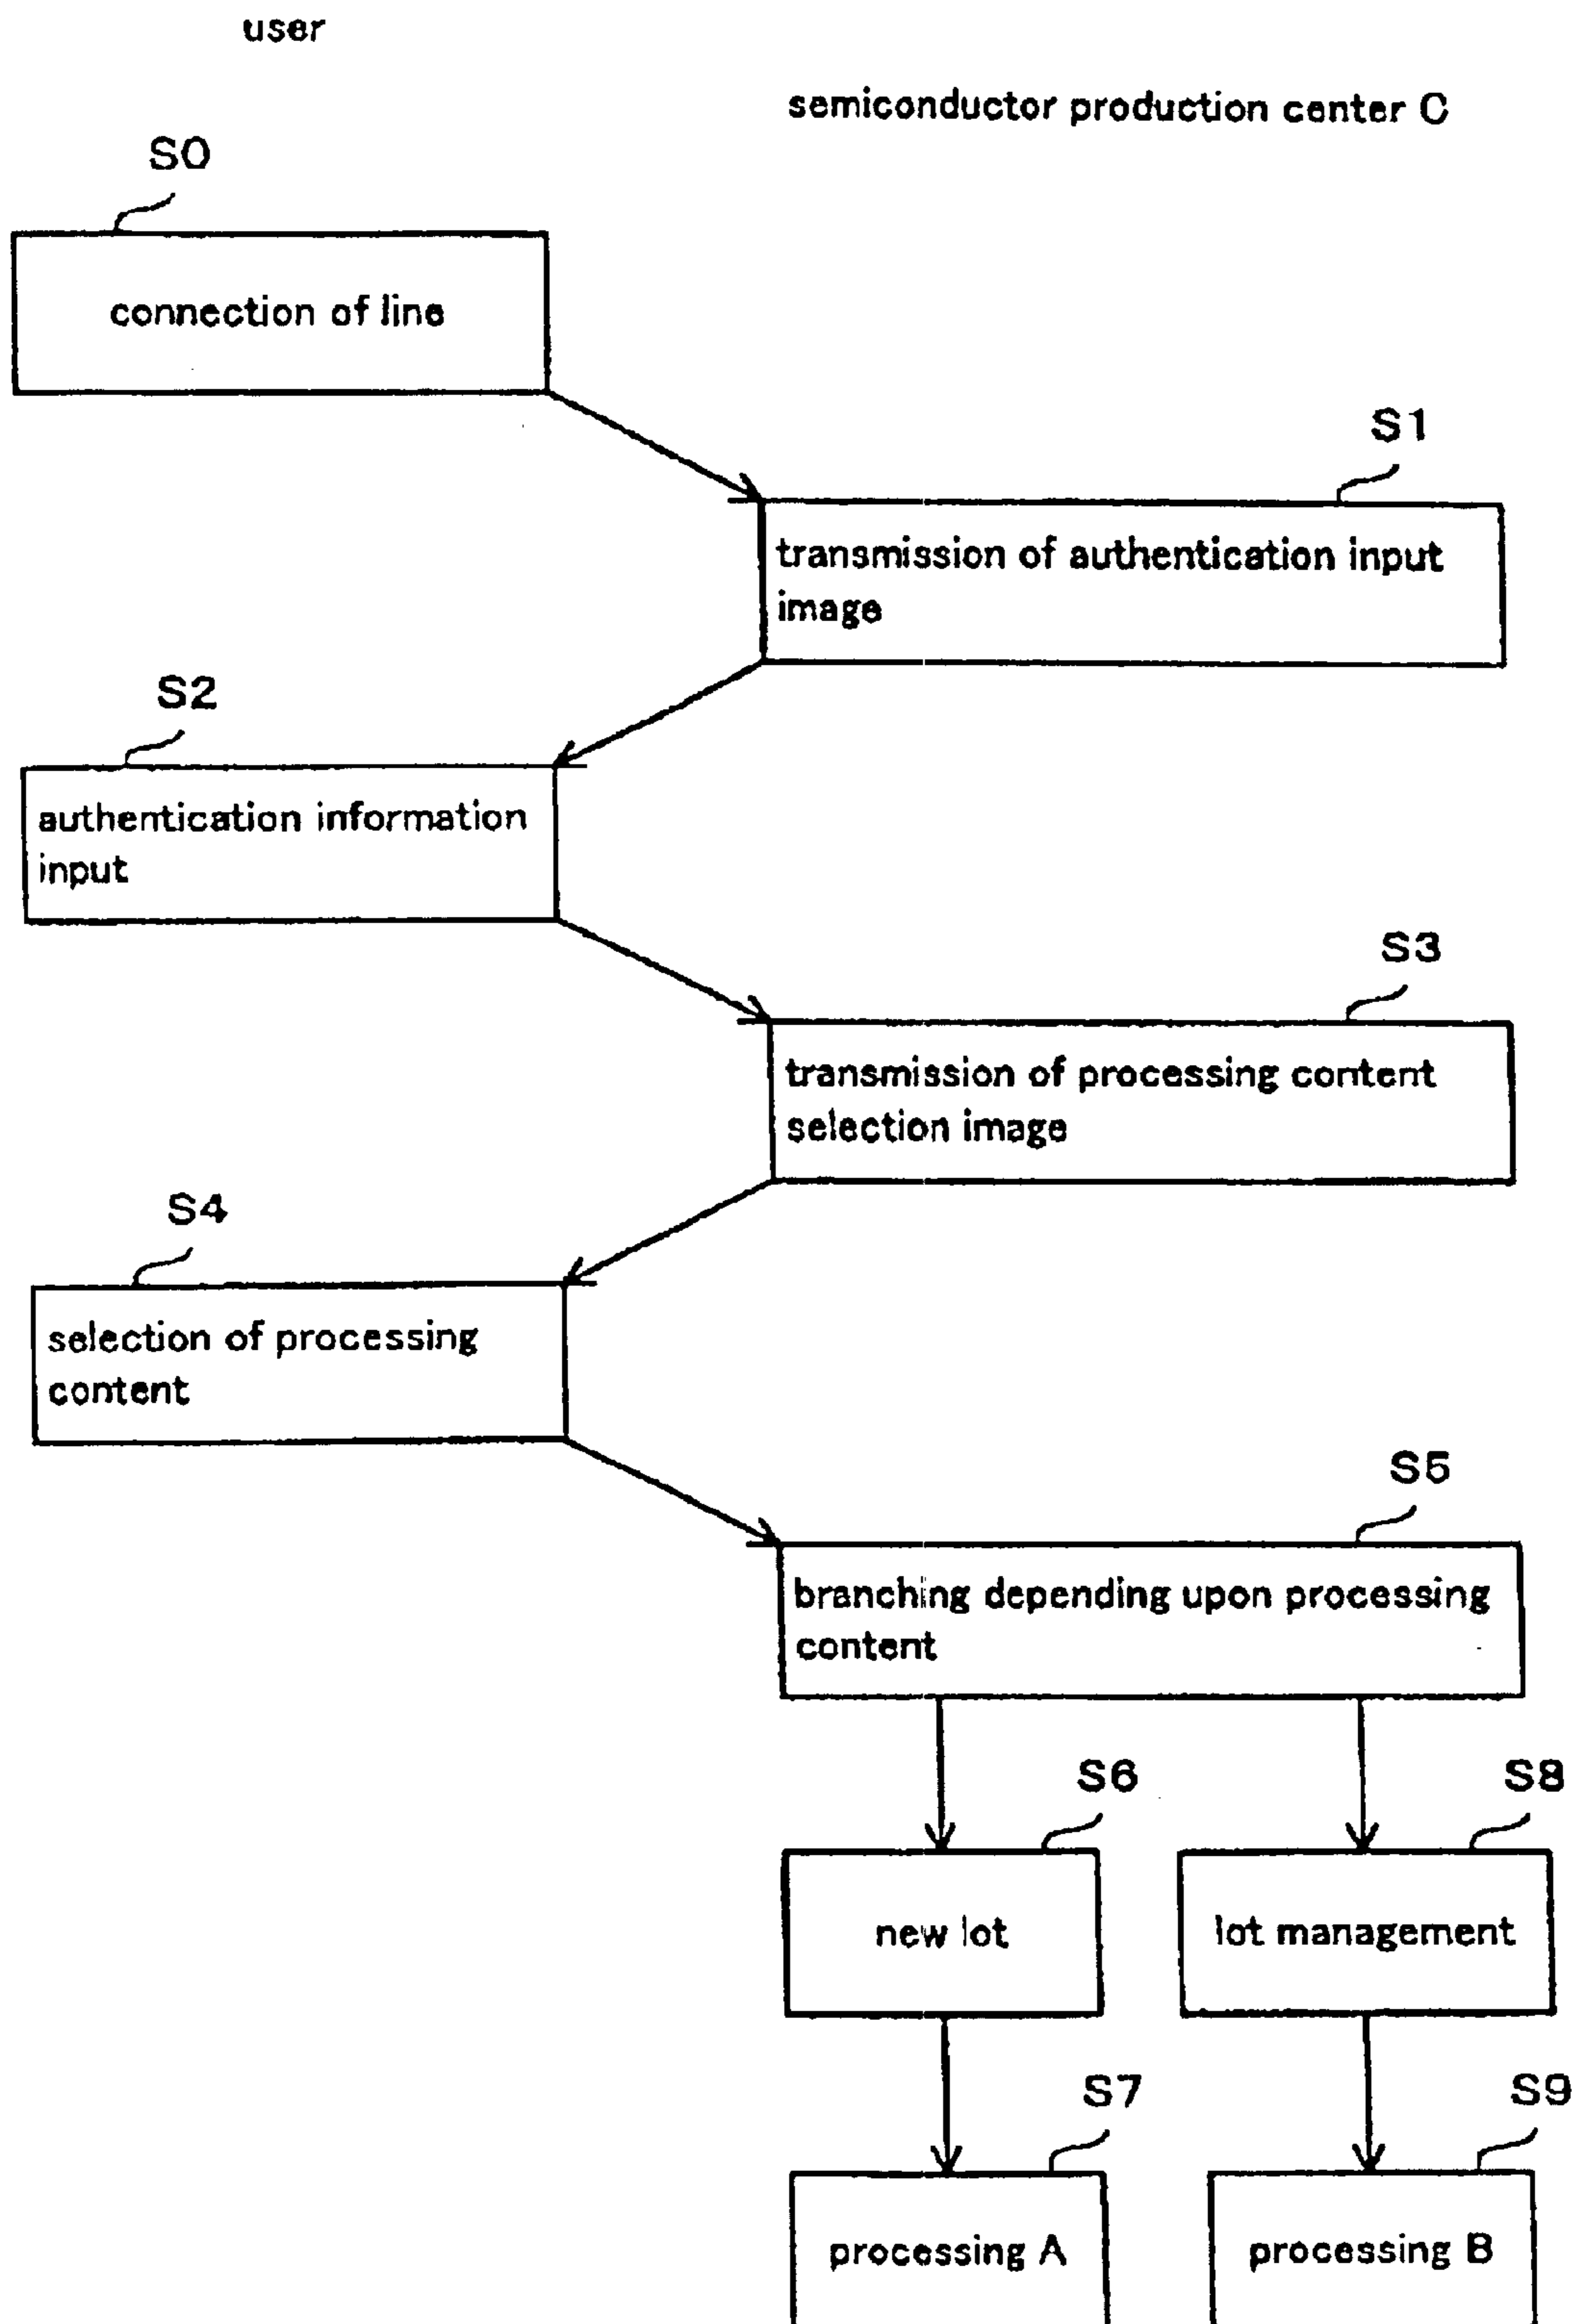 user
semiconductor production center C
S0
connection of line
S1
transmission of authentication input
image
S2
authentication information
input
S3
transmission of processing content
selection image
S4
selection of processing
content
S5
branching depending upon processing
content
S6
S8
new lot
lot management
S7
S9
processing A
processing B